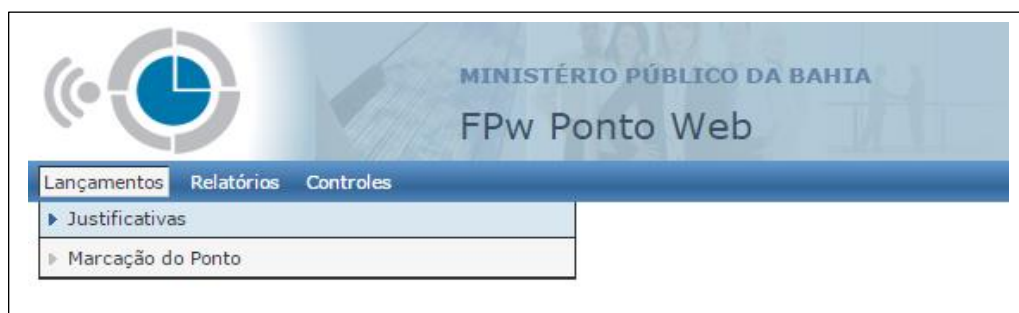 MINISTÉRIO PÚBLICO DA BAHIA
FPw Ponto Web
Lançamentos Relatórios Controles
Justificativas
Marcação do Ponto